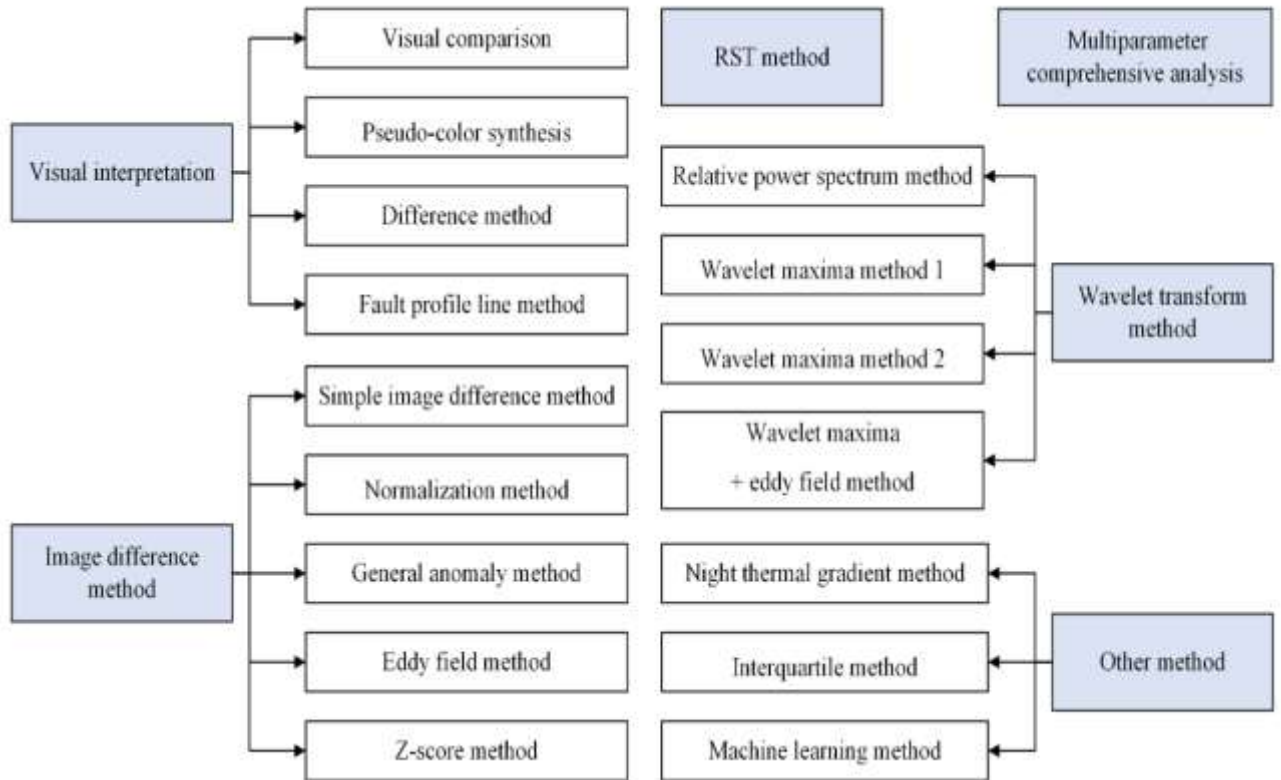 Visual interpretation
Visual comparison
Pseudo-color synthesis
Difference method
Fault profile line method
Image difference
method
Simple image difference method
Normalization method
General anomaly method
Eddy field method
Z-score method
RST method
Multiparameter
comprehensive analysis
Relative power spectrum method
Wavelet maxima method 1
Wavelet maxima method 2
Wavelet maxima
+ eddy field method
Wavelet transform
method
Night thermal gradient method
Interquartile method
Machine learning method
Other method